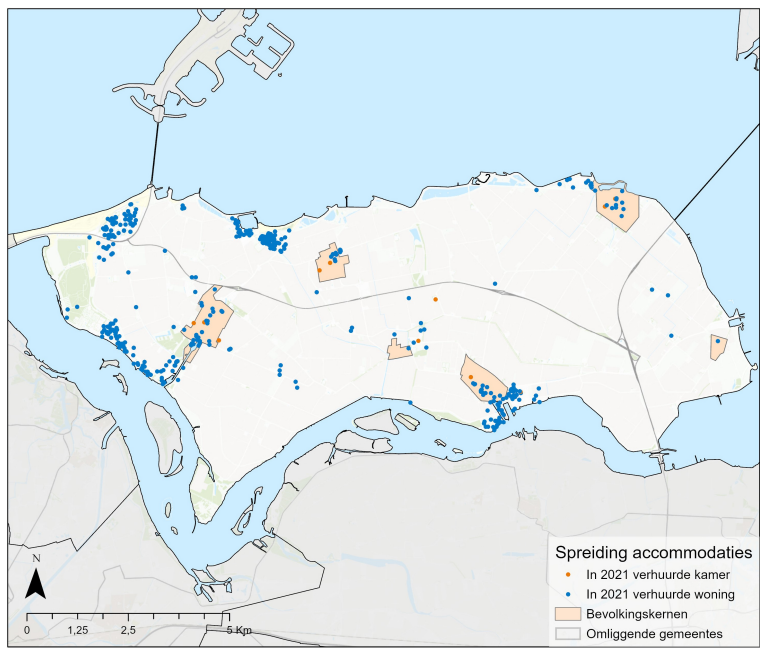 Spreiding accommodaties
In 2021 verhuurde kamer
In 2021 verhuurde woning
Bevolkingskernen
Omliggende gemeentes
N
0 1,25 2,5 5 Km